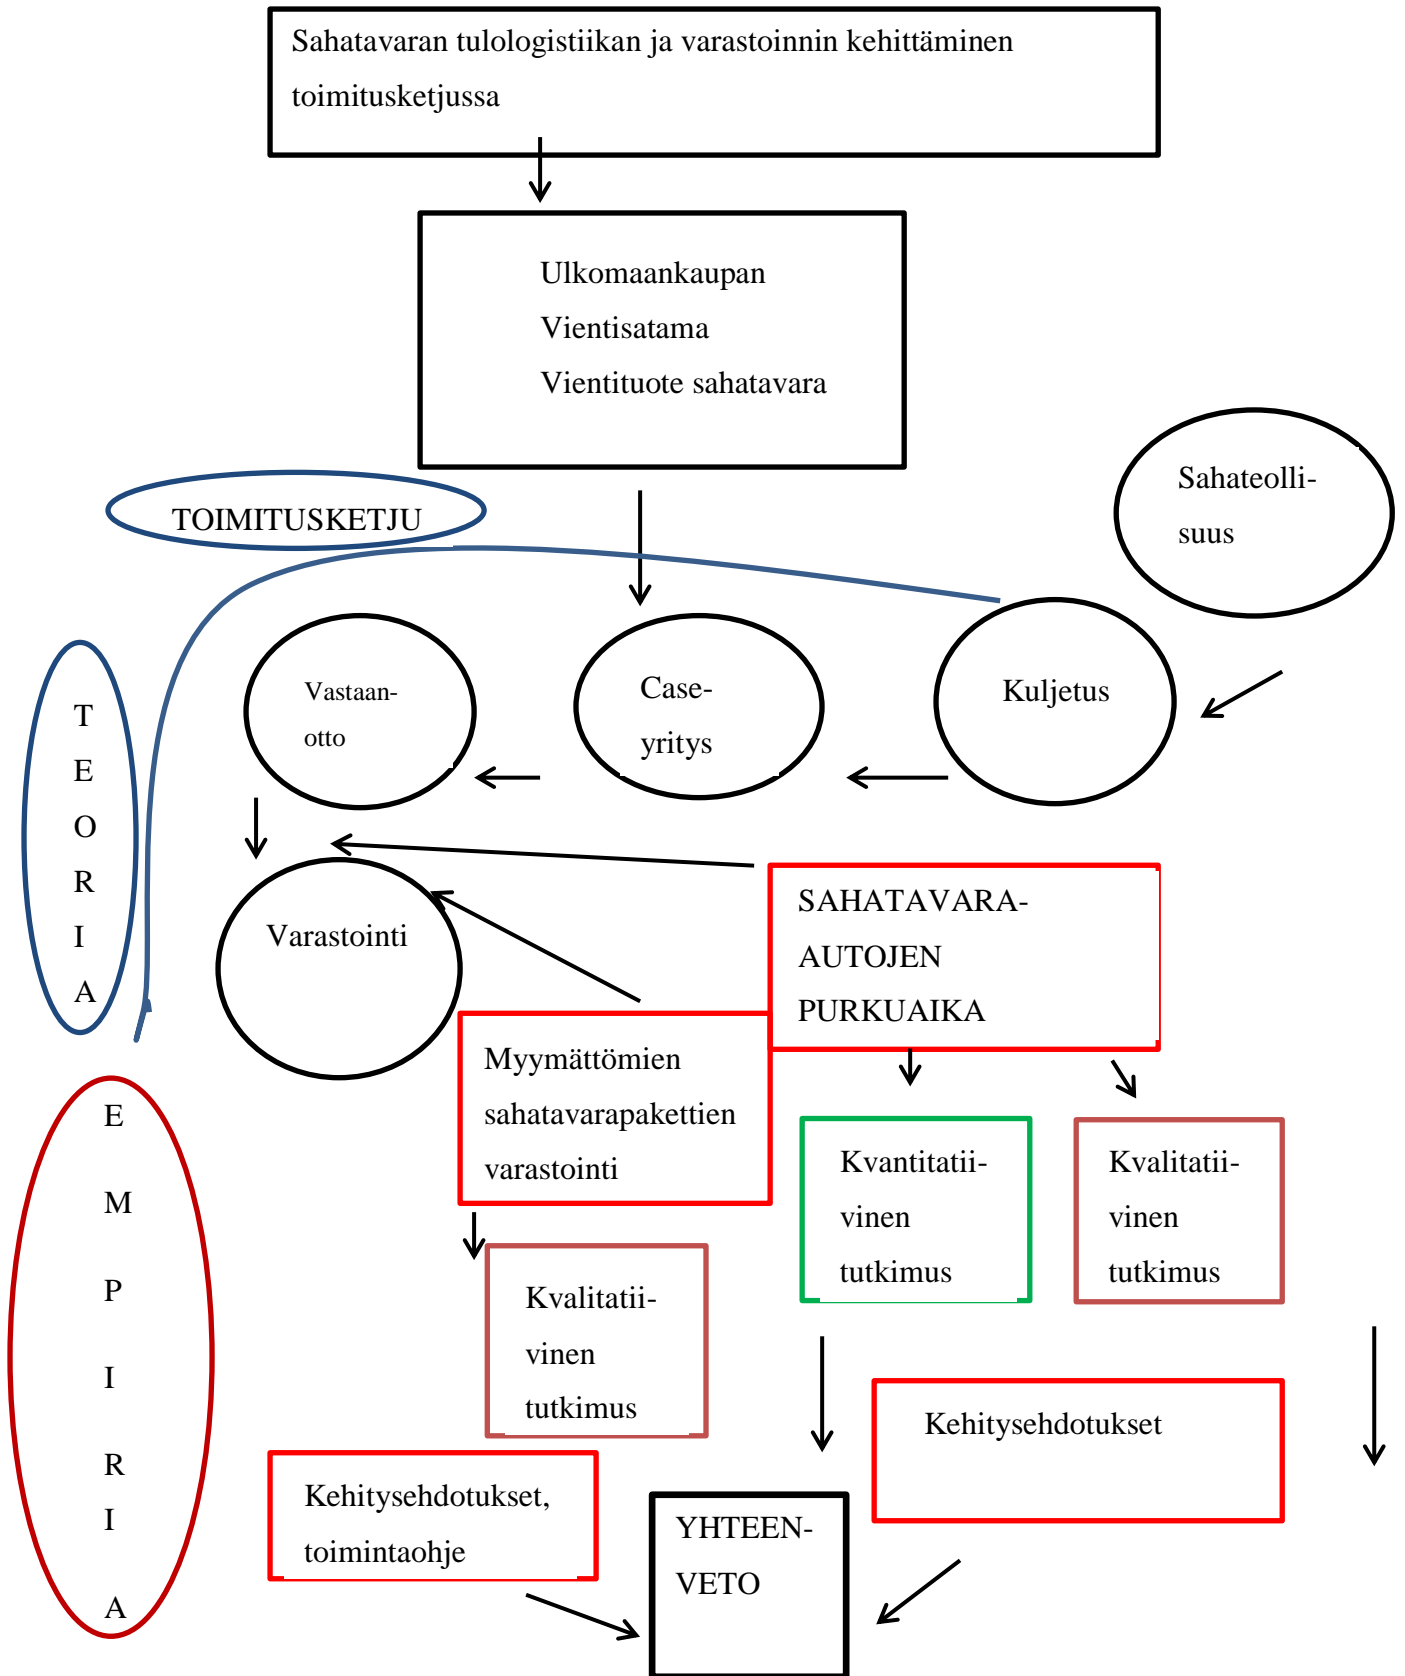 Sahatavaran tulologistiikan ja varastoinnin kehittäminen
toimitusketjussa
Ulkomaankaupan
Vientisatama
Vientituote sahatavara
Sahateolli-
suus
TOIMITUSKETJU
Vastaan-
otto
Case-
yritys
Kuljetus
T
E
O
R
I
A
Varastointi
SAHATAVARA-
AUTOJEN
PURKUAIKA
Myymättömien
sahatavarapakettien
varastointi
E
M
P
I
R
I
A
Kvantitatii-
vinen
tutkimus
Kvalitatii-
vinen
tutkimus
Kvalitatii-
vinen
tutkimus
Kehitysehdotukset
Kehitysehdotukset,
toimintaohje
YHTEEN-
VETO